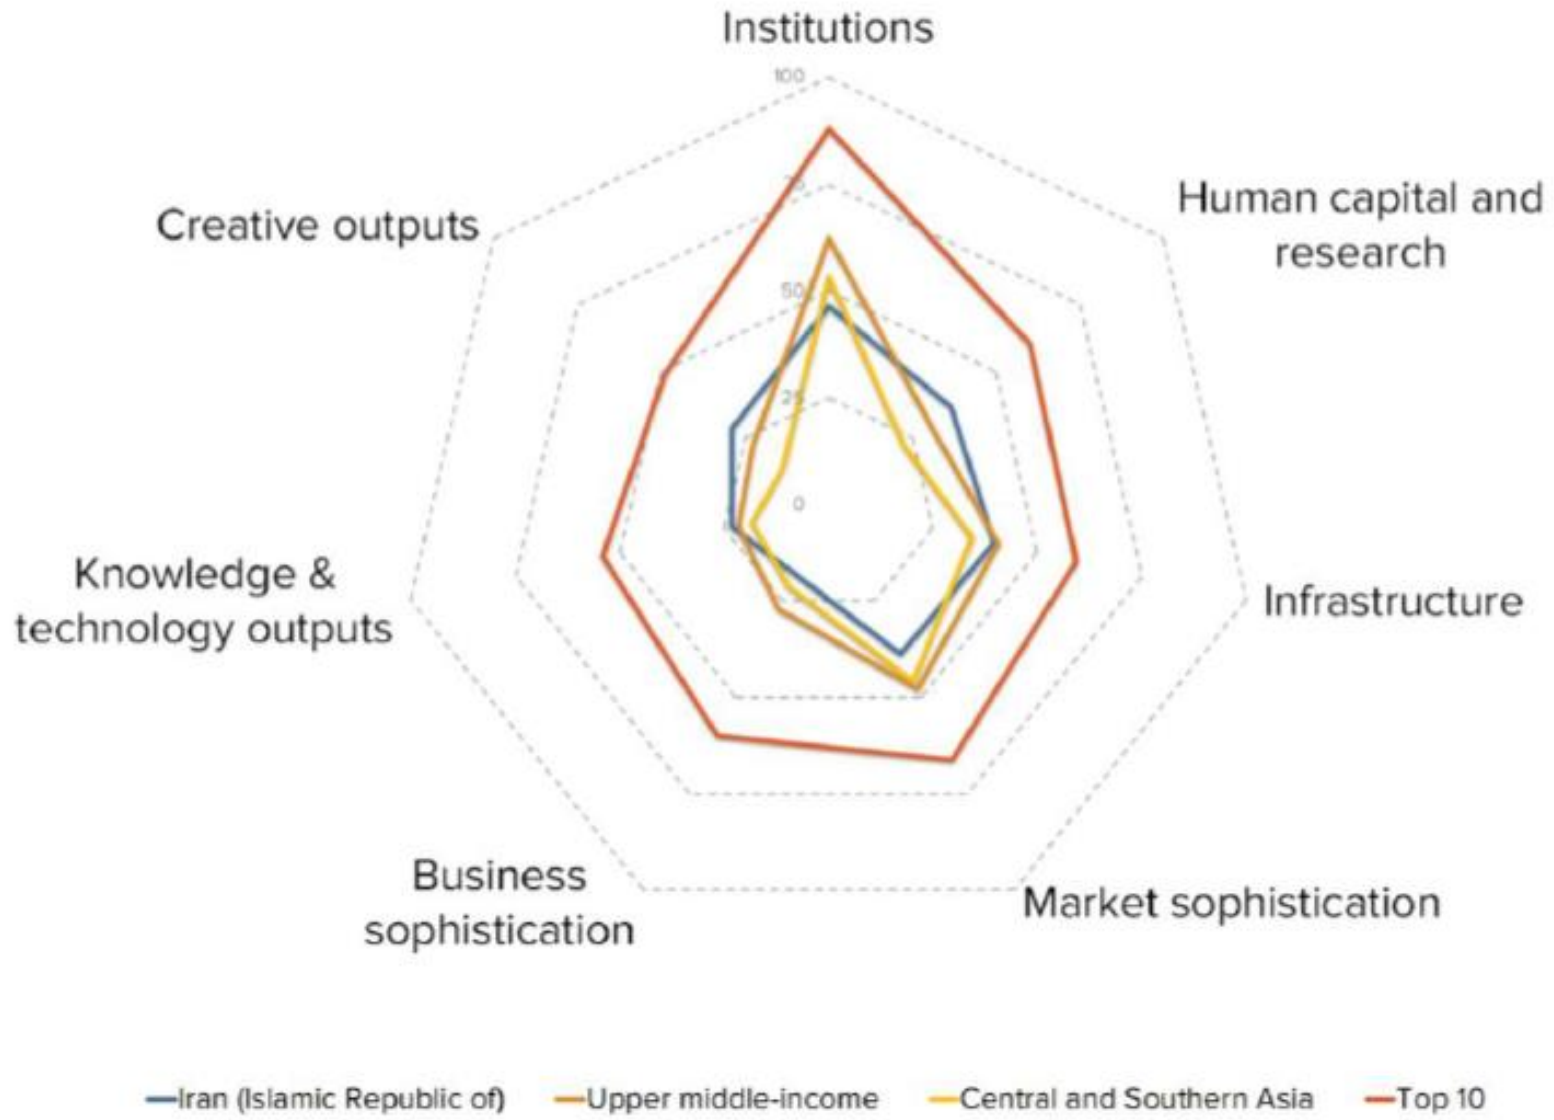 Institutions
100
75
50
25
0
Human capital and
research
Infrastructure
Market sophistication
Business
sophistication
Knowledge &
technology outputs
Creative outputs
Iran (Islamic Republic of)
Upper middle-income
Central and Southern Asia
Top 10